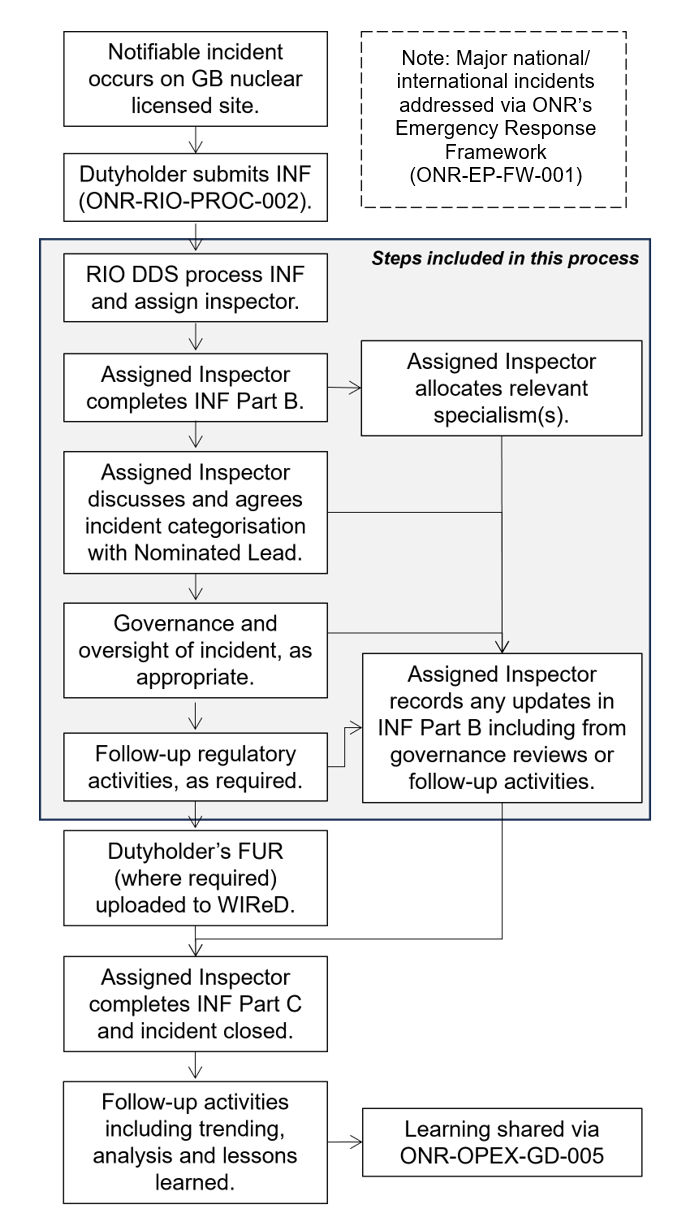 Notifiable incident
occurs on GB nuclear
licensed site.
Note: Major national/
international incidents
addressed via ONR’s
Emergency Response
Framework
(ONR-EP-FW-001)
Dutyholder submits INF
(ONR-RIO-PROC-002).
Steps included in this process
RIO DDS process INF
and assign inspector.
Assigned Inspector
completes INF Part B.
Assigned Inspector
allocates relevant
specialism(s).
Assigned Inspector
discusses and agrees
incident categorisation
with Nominated Lead.
Governance and
oversight of incident, as
appropriate.
Assigned Inspector
records any updates in
INF Part B including from
governance reviews or
follow-up activities.
Follow-up regulatory
activities, as required.
Dutyholder’s FUR
(where required)
uploaded to WIReD.
Assigned Inspector
completes INF Part C
and incident closed.
Follow-up activities
including trending,
analysis and lessons
learned.
Learning shared via
ONR-OPEX-GD-005